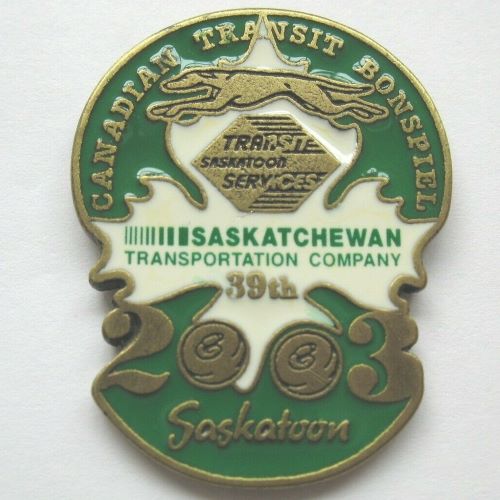 CANADIAN TRANSIT BONSPIEL
TRANSIT
SASKATOON
SERVICES
SASKATCHEWAN
TRANSPORTATION COMPANY
39th
2003
Saskatoon